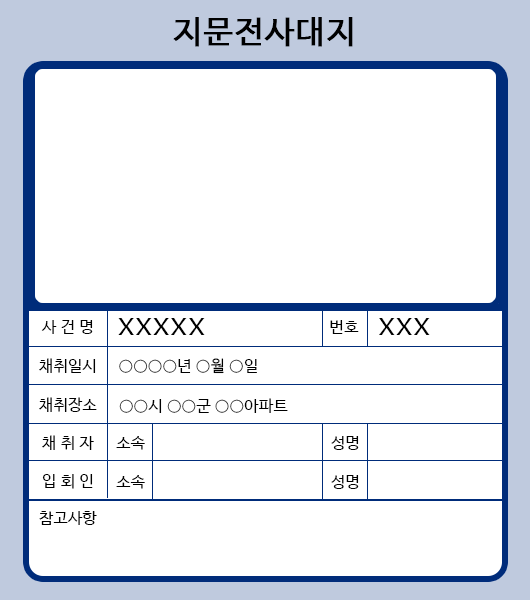 지문전사대지
사 건 명 XXXXX 번호 XXX
채취일시 ○○○○년 ○월 ○일
채취장소 ○○시 ○○군 ○○아파트
채 취 자 소속 성명
입 회 인 소속 성명
참고사항